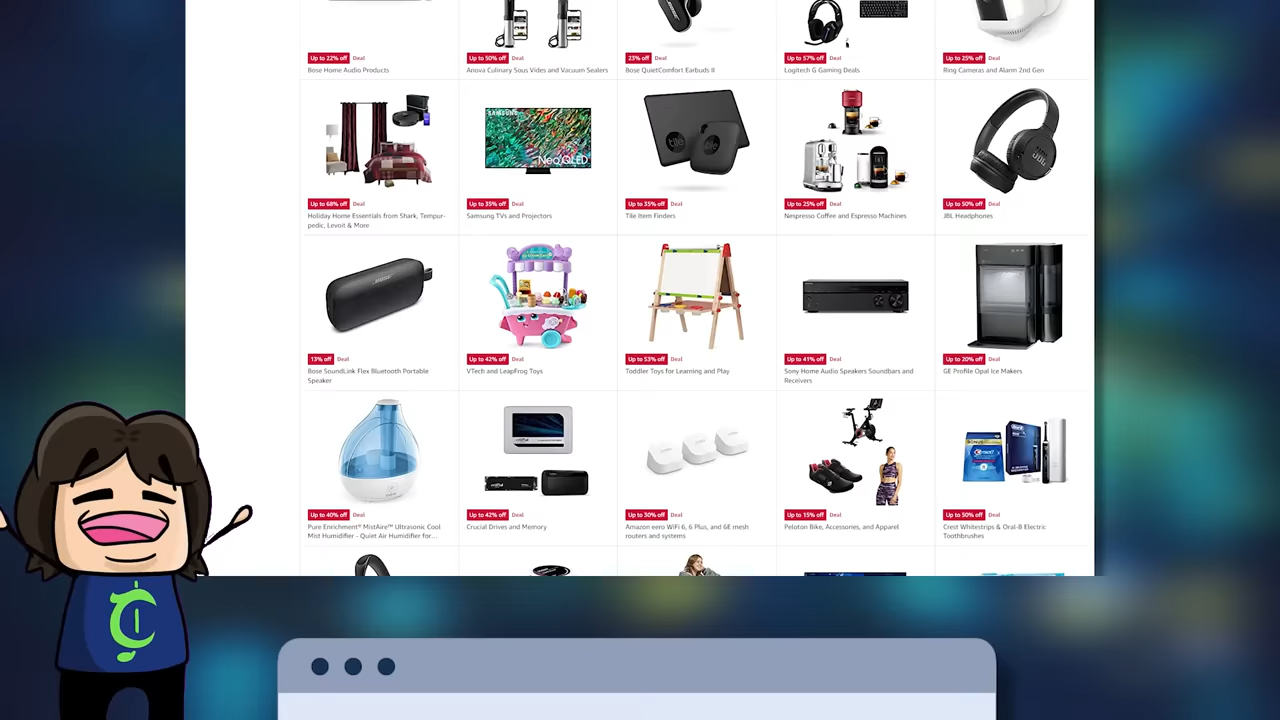 Up to 22% off Deal
Bose Home Audio Products
Up to 50% off Deal
Anova Culinary Sous Vides and Vacuum Sealers
23% off Deal
Bose QuietComfort Earbuds II
Up to 57% off Deal
Logitech G Gaming Deals
Up to 25% off Deal
Ring Cameras and Alarm 2nd Gen
Up to 68% off Deal
Holiday Home Essentials from Shark, Tempur-
pedic, Levoit & More
SAMSUNG
Neo QLED
Up to 35% off Deal
Samsung TVs and Projectors
tile
tile
Up to 35% off Deal
Tile Item Finders
Up to 25% off Deal
Nespresso Coffee and Espresso Machines
JBL
Up to 50% off Deal
JBL Headphones
BOSE
13% off Deal
Bose SoundLink Flex Bluetooth Portable
Speaker
Up to 42% off Deal
VTech and LeapFrog Toys
Up to 53% off Deal
Toddler Toys for Learning and Play
Up to 41% off Deal
Sony Home Audio Speakers Soundbars and
Receivers
Up to 20% off Deal
GE Profile Opal Ice Makers
Up to 40% off Deal
Pure Enrichment® MistAire™ Ultrasonic Cool
Mist Humidifier - Quiet Air Humidifier for...
crucial
Up to 42% off Deal
Crucial Drives and Memory
Up to 30% off Deal
Amazon eero WiFi 6, 6 Plus, and 6E mesh
routers and systems
Up to 15% off Deal
Peloton Bike, Accessories, and Apparel
Crest
Oral-B
Up to 50% off Deal
Crest Whitestrips & Oral-B Electric
Toothbrushes